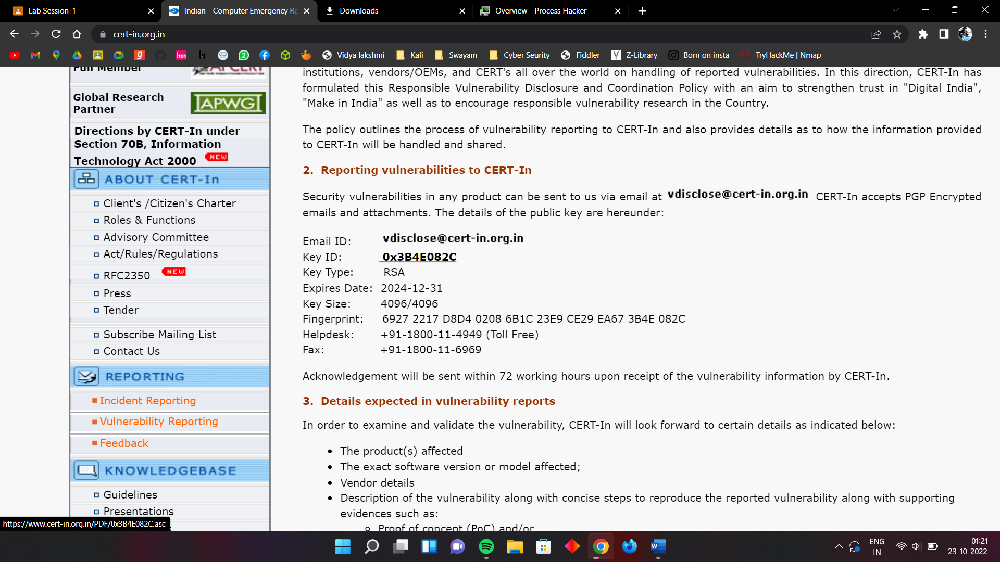 Lab Session-1
Indian - Computer Emergency Re
Downloads
Overview - Process Hacker
cert-in.org.in
Vidya lakshmi
Kali
Swayam
Cyber Seurity
Fiddler
Z-Library
Born on insta
TryHackMe | Nmap
Full Member
APCERT
Global Research
Partner
APWG
Directions by CERT-In under
Section 70B, Information
Technology Act 2000 NEW
ABOUT CERT-In
Client's /Citizen's Charter
Roles & Functions
Advisory Committee
Act/Rules/Regulations
RFC2350 NEW
Press
Tender
Subscribe Mailing List
Contact Us
REPORTING
Incident Reporting
Vulnerability Reporting
Feedback
KNOWLEDGEBASE
Guidelines
Presentations
https://www.cert-in.org.in/PDF/0x3B4E082C.asc
institutions, vendors/OEMs, and CERT's all over the world on handling of reported vulnerabilities. In this direction, CERT-In has
formulated this Responsible Vulnerability Disclosure and Coordination Policy with an aim to strengthen trust in "Digital India",
"Make in India" as well as to encourage responsible vulnerability research in the Country.
The policy outlines the process of vulnerability reporting to CERT-In and also provides details as to how the information provided
to CERT-In will be handled and shared.
2. Reporting vulnerabilities to CERT-In
Security vulnerabilities in any product can be sent to us via email at vdisclose@cert-in.org.in CERT-In accepts PGP Encrypted
emails and attachments. The details of the public key are hereunder:
Email ID: vdisclose@cert-in.org.in
Key ID: 0x3B4E082C
Key Type: RSA
Expires Date: 2024-12-31
Key Size: 4096/4096
Fingerprint: 6927 2217 D8D4 0208 6B1C 23E9 CE29 EA67 3B4E 082C
Helpdesk: +91-1800-11-4949 (Toll Free)
Fax: +91-1800-11-6969
Acknowledgement will be sent within 72 working hours upon receipt of the vulnerability information by CERT-In.
3. Details expected in vulnerability reports
In order to examine and validate the vulnerability, CERT-In will look forward to certain details as indicated below:
The product(s) affected
The exact software version or model affected;
Vendor details
Description of the vulnerability along with concise steps to reproduce the reported vulnerability along with supporting
evidences such as:
Proof of concept (PoC) and/or
ENG
IN
01:21
23-10-2022